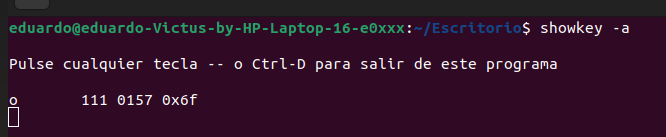 eduardo@eduardo-Victus-by-HP-Laptop-16-e0xxx:~/Escritorio$ showkey -a
Pulse cualquier tecla -- o Ctrl-D para salir de este programa
o 111 0157 0x6f